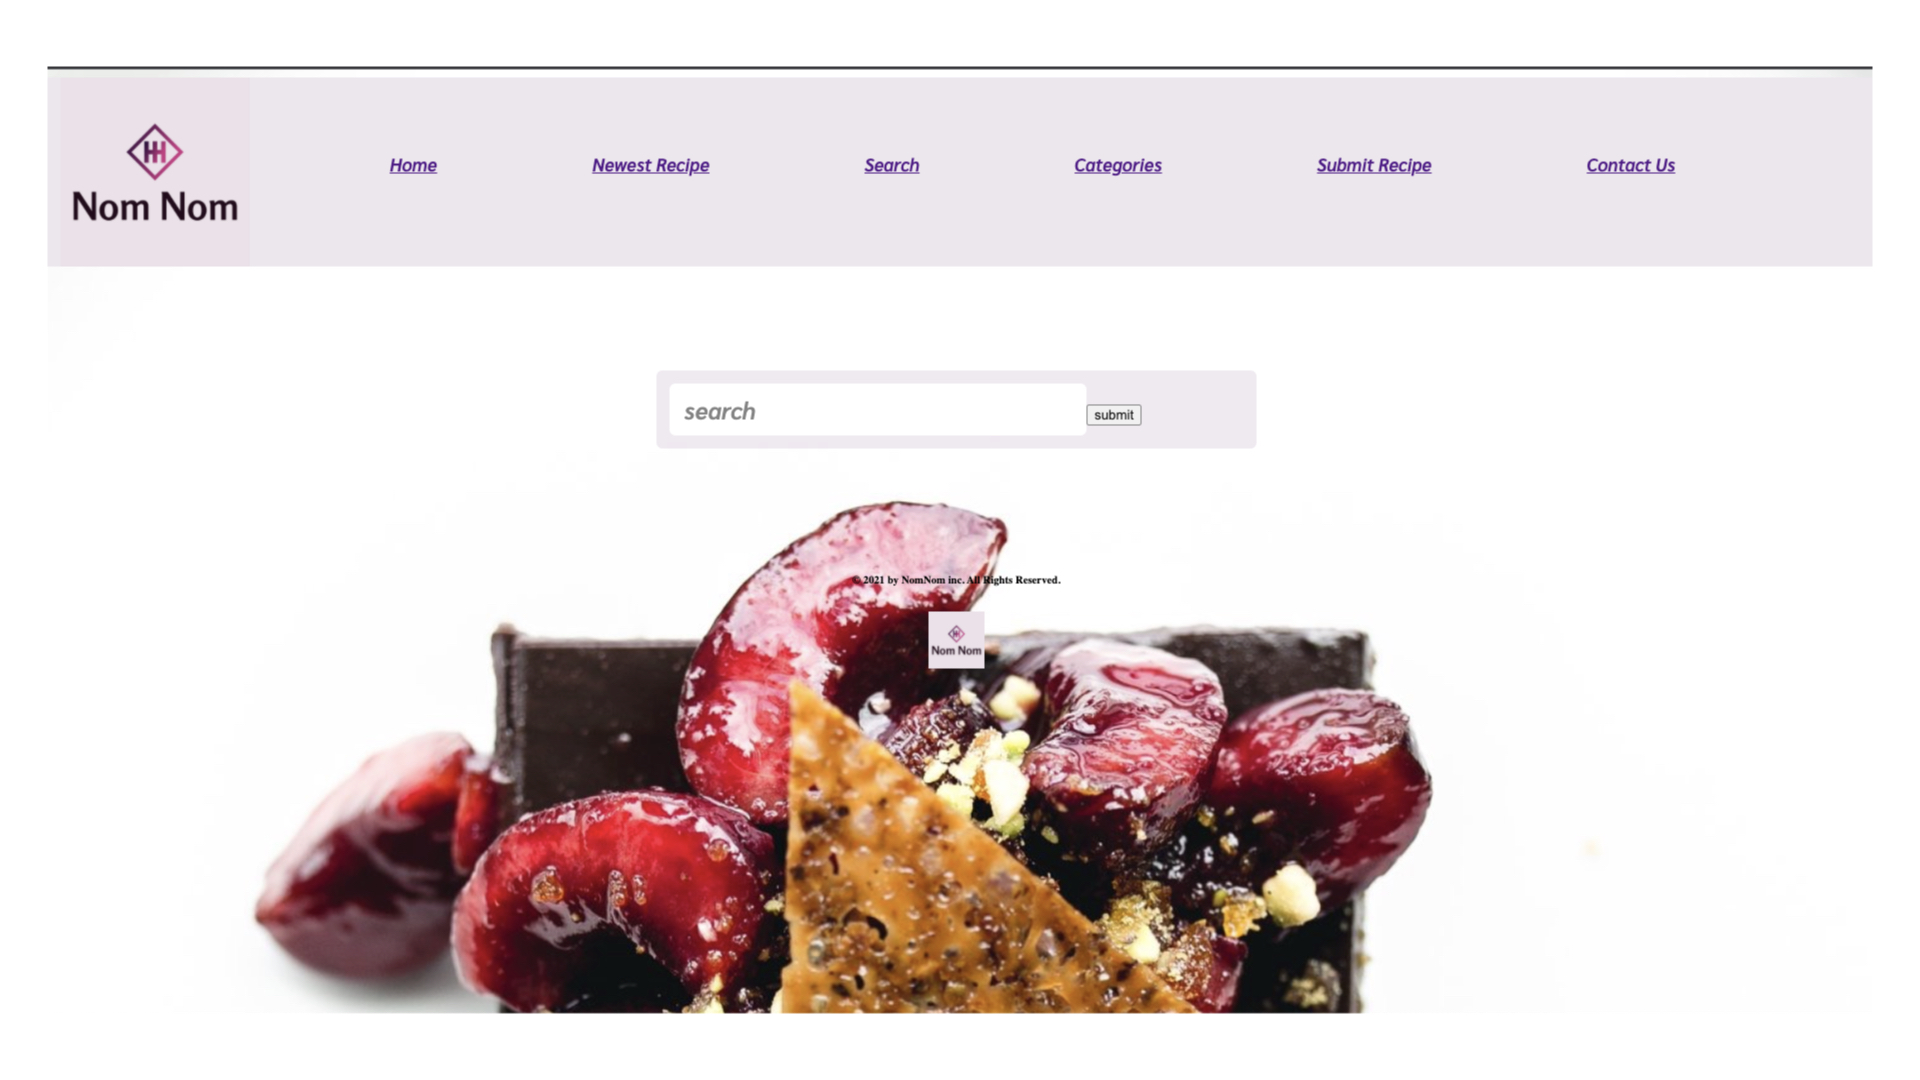 Nom Nom
Home Newest Recipe Search Categories Submit Recipe Contact Us
search submit
© 2021 by NomNom inc. All Rights Reserved.
Nom Nom